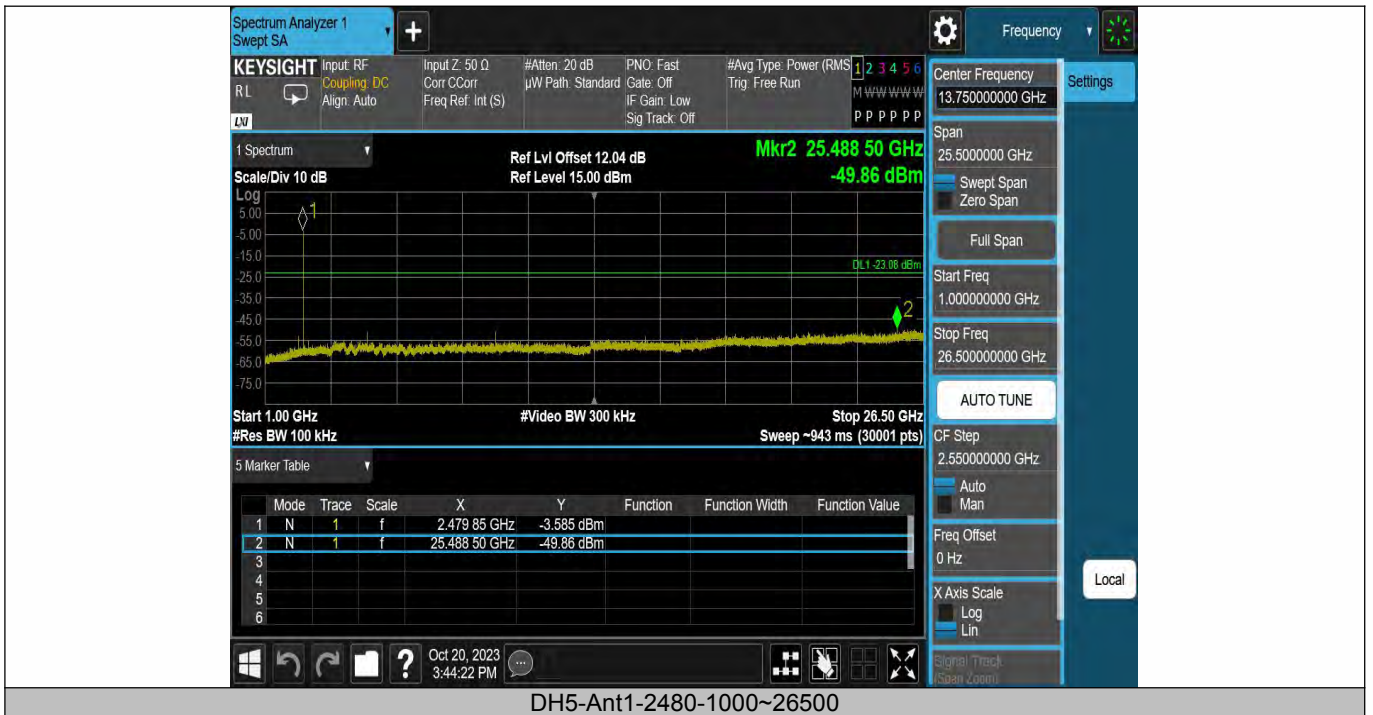 Spectrum Analyzer 1
Swept SA
+
Frequency
KEYSIGHT
RL
LXI
Input: RF
Coupling: DC
Align: Auto
Input Z: 50 Ω
Corr CCorr
Freq Ref: Int (S)
#Atten: 20 dB
µW Path: Standard
PNO: Fast
Gate: Off
IF Gain: Low
Sig Track: Off
#Avg Type: Power (RMS
Trig: Free Run
1 2 3 4 5 6
M W W W W W
P P P P P P
1 Spectrum
Scale/Div 10 dB
Ref Lvl Offset 12.04 dB
Ref Level 15.00 dBm
Mkr2 25.488 50 GHz
-49.86 dBm
Log
5.00
-5.00
-15.0
-25.0
-35.0
-45.0
-55.0
-65.0
-75.0
1
DL1 -23.08 dBm
2
Start 1.00 GHz
#Video BW 300 kHz
Stop 26.50 GHz
#Res BW 100 kHz
Sweep ~943 ms (30001 pts)
5 Marker Table
Mode Trace Scale X Y Function Function Width Function Value
1 N 1 f 2.479 85 GHz -3.585 dBm
2 N 1 f 25.488 50 GHz -49.86 dBm
3
4
5
6
?
Oct 20, 2023
3:44:22 PM
Center Frequency
13.750000000 GHz
Settings
Span
25.5000000 GHz
Swept Span
Zero Span
Full Span
Start Freq
1.000000000 GHz
Stop Freq
26.500000000 GHz
AUTO TUNE
CF Step
2.550000000 GHz
Auto
Man
Freq Offset
0 Hz
X Axis Scale
Log
Lin
Signal Track
(Span Zoom)
Local
DH5-Ant1-2480-1000~26500